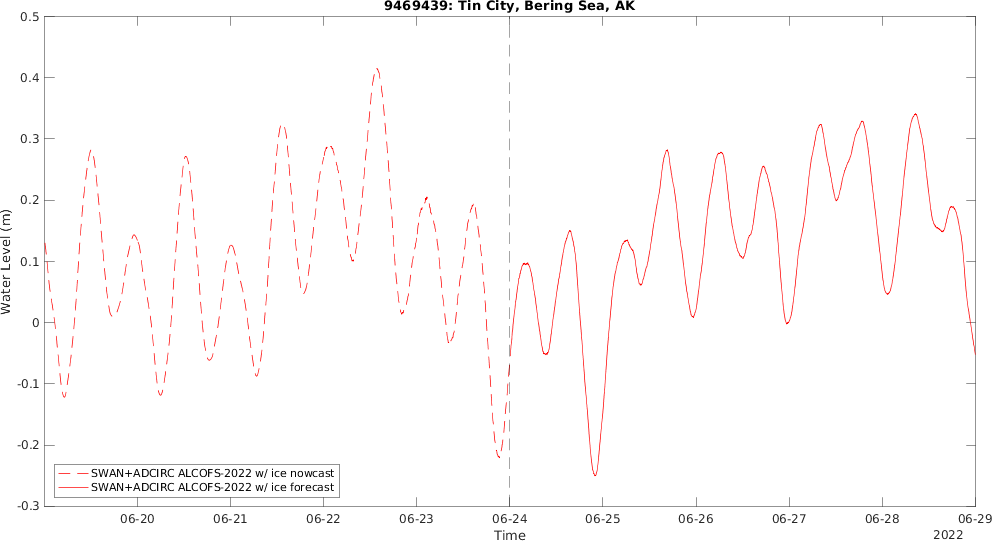 9469439: Tin City, Bering Sea, AK
0.5
0.4
0.3
0.2
0.1
0
-0.1
-0.2
-0.3
Water Level (m)
SWAN+ADCIRC ALCOFS-2022 w/ ice nowcast
SWAN+ADCIRC ALCOFS-2022 w/ ice forecast
06-20 06-21 06-22 06-23 06-24 06-25 06-26 06-27 06-28 06-29
Time
2022